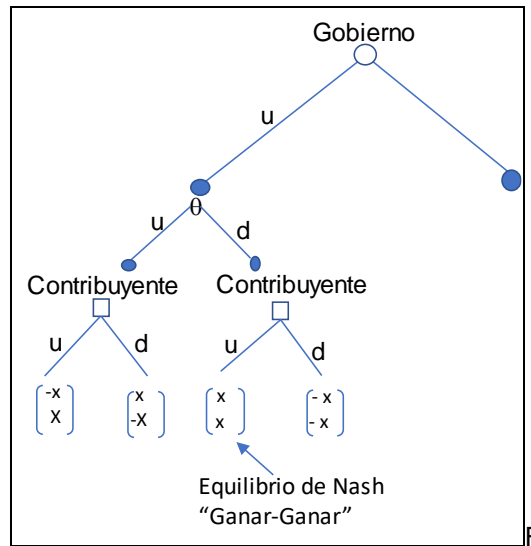 Gobierno
u
θ
u d
Contribuyente Contribuyente
u d u d
-x x x - x
X -X x - x
Equilibrio de Nash
“Ganar-Ganar”